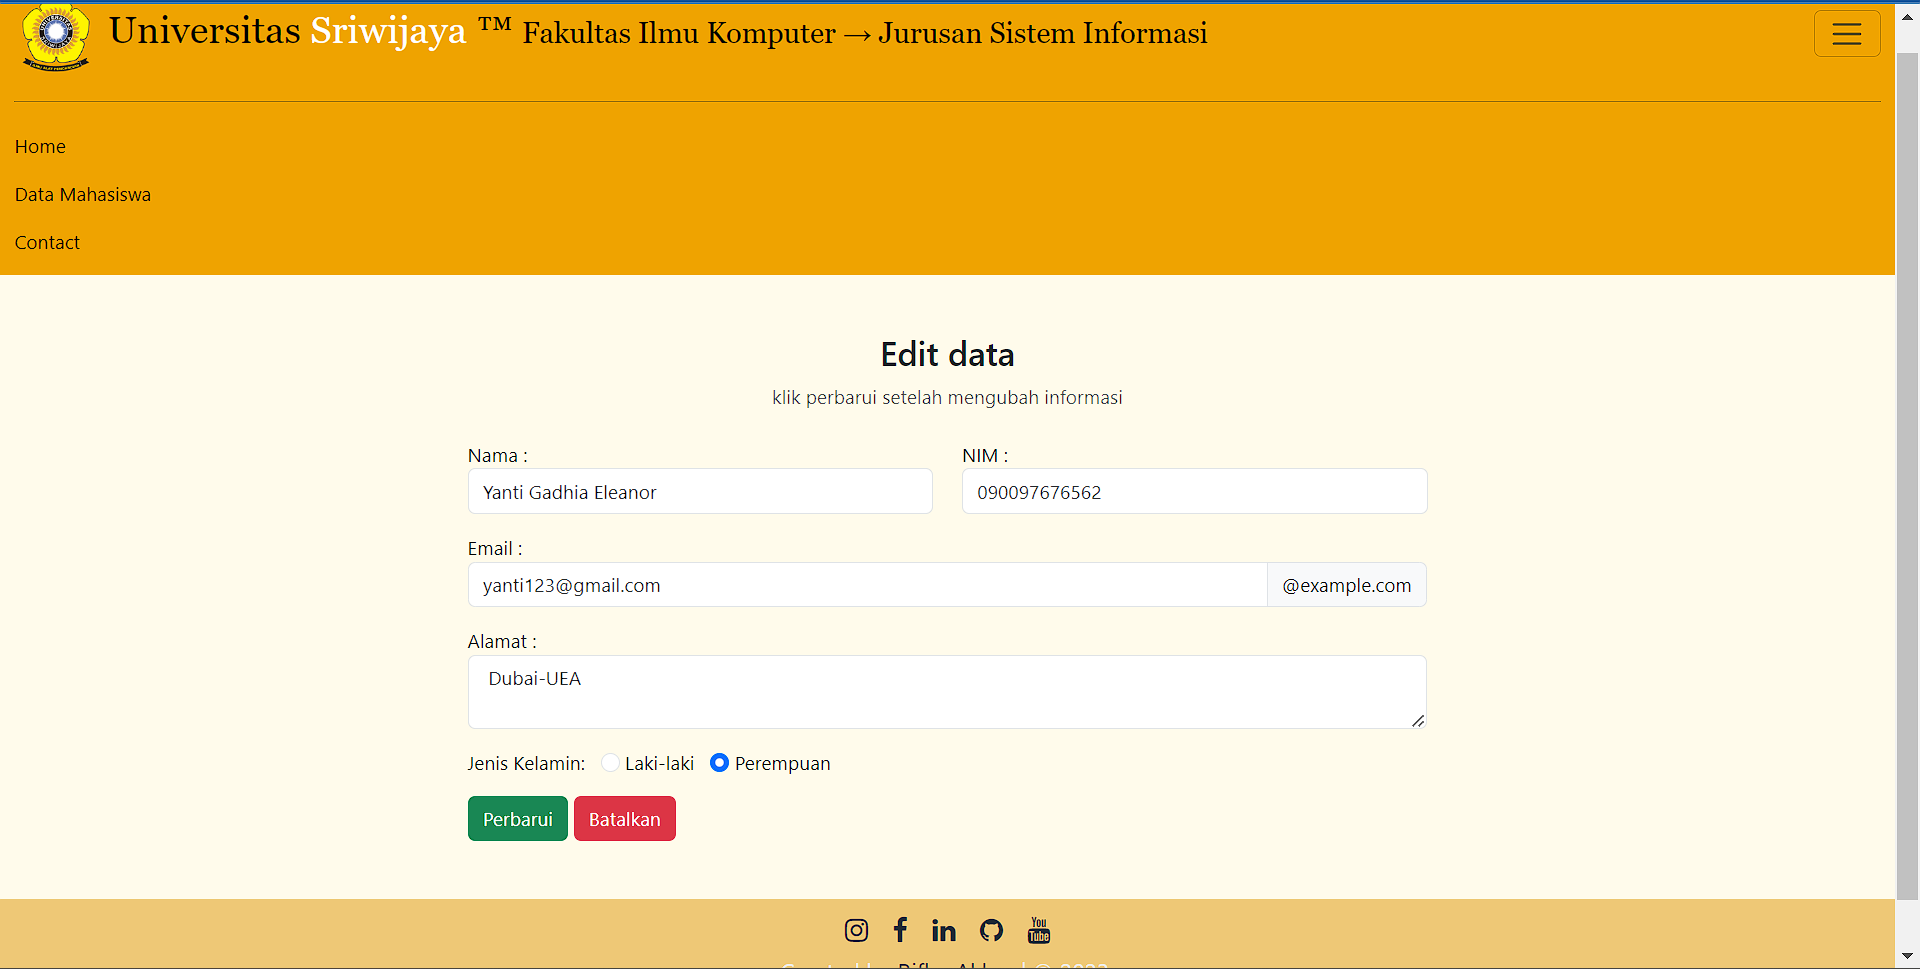 Universitas Sriwijaya ™ Fakultas Ilmu Komputer → Jurusan Sistem Informasi
Home
Data Mahasiswa
Contact
Edit data
klik perbarui setelah mengubah informasi
Nama : NIM :
Yanti Gadhia Eleanor 090097676562
Email :
yanti123@gmail.com @example.com
Alamat :
Dubai-UEA
Jenis Kelamin: Laki-laki Perempuan
Perbarui Batalkan
You
Tube